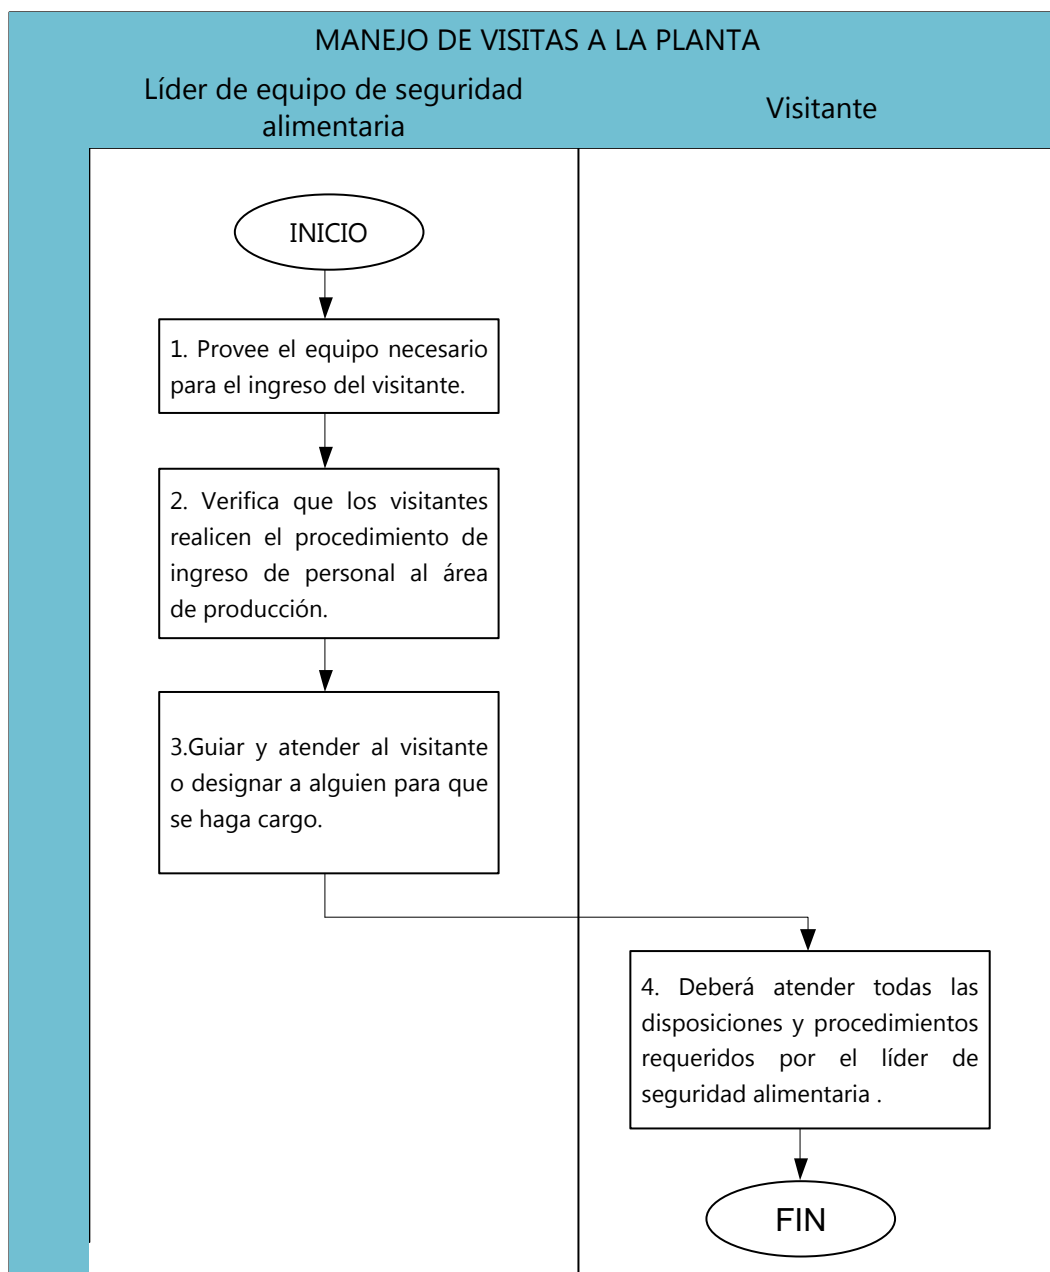 MANEJO DE VISITAS A LA PLANTA
Líder de equipo de seguridad
alimentaria
Visitante
INICIO
1. Provee el equipo necesario
para el ingreso del visitante.
2. Verifica que los visitantes
realicen el procedimiento de
ingreso de personal al área
de producción.
3.Guiar y atender al visitante
o designar a alguien para que
se haga cargo.
4. Deberá atender todas las
disposiciones y procedimientos
requeridos por el líder de
seguridad alimentaria .
FIN